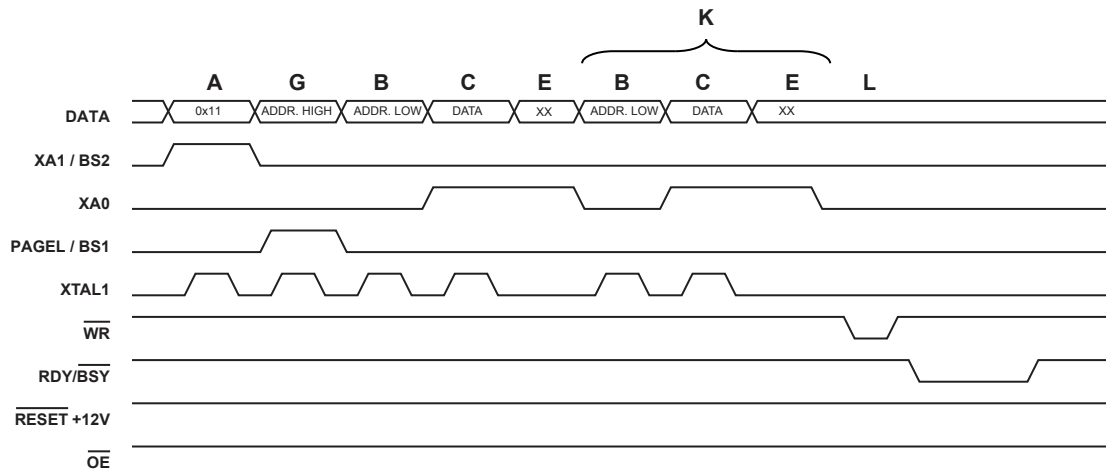 K
A G B C E B C E L
DATA 0x11 ADDR. HIGH ADDR. LOW DATA XX ADDR. LOW DATA XX
XA1 / BS2
XA0
PAGEL / BS1
XTAL1
WR
RDY/BSY
RESET +12V
OE